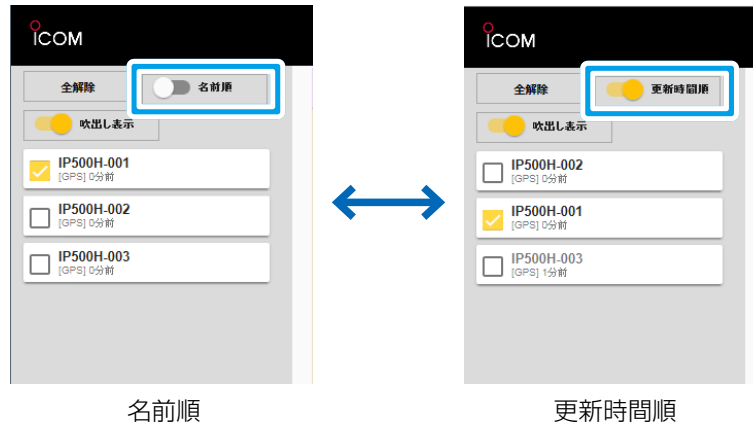 ICOM
全解除
名前順
吹出し表示
IP500H-001
[GPS] 0分前
IP500H-002
[GPS] 0分前
IP500H-003
[GPS] 0分前
名前順
ICOM
全解除
更新時間順
吹出し表示
IP500H-002
[GPS] 0分前
IP500H-001
[GPS] 0分前
IP500H-003
[GPS] 1分前
更新時間順